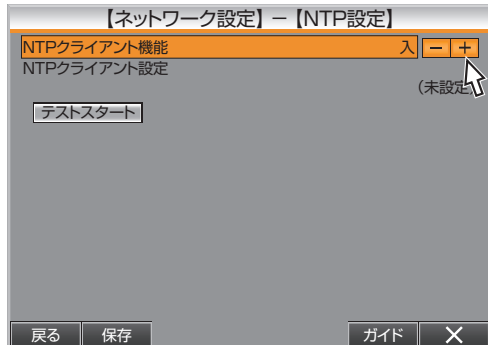 【ネットワーク設定】－【NTP設定】
NTPクライアント機能 入 － ＋
NTPクライアント設定
（未設定）
テストスタート
戻る 保存 ガイド ×